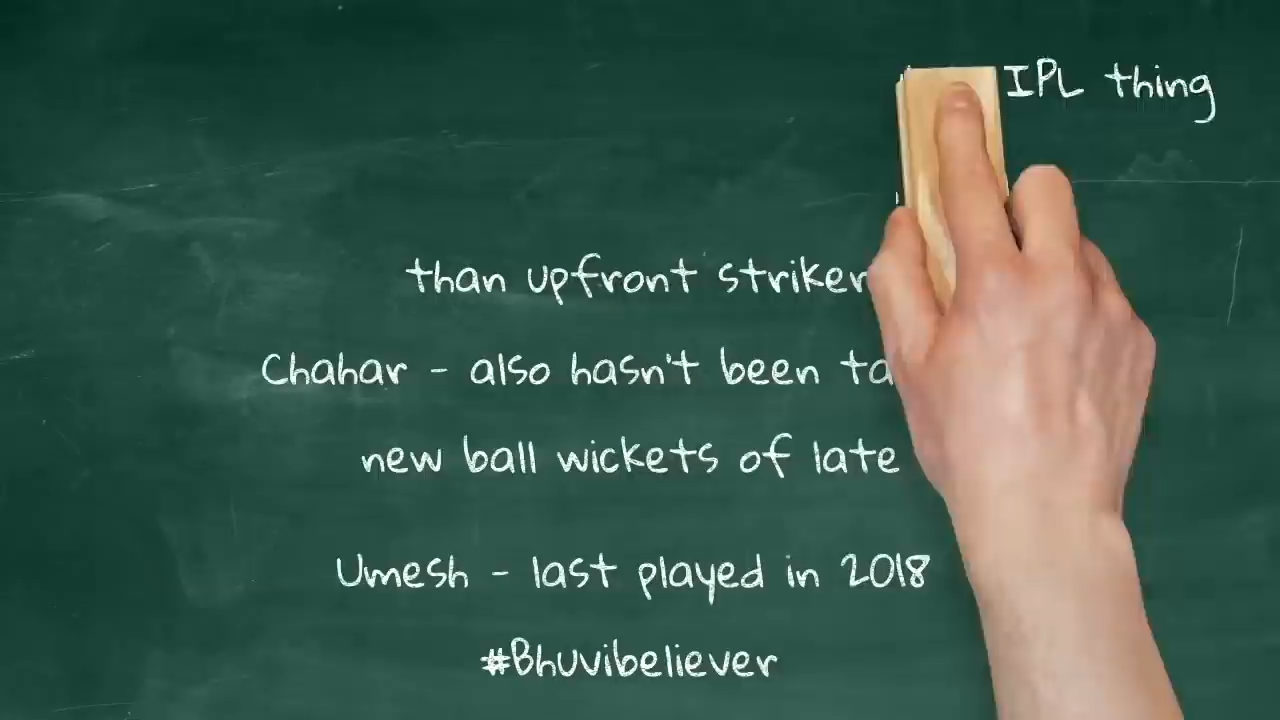 IPL thing
than upfront striker
Chahar - also hasn't been
new ball wickets of late
Umesh - last played in 2018
#Bhuvibeliever